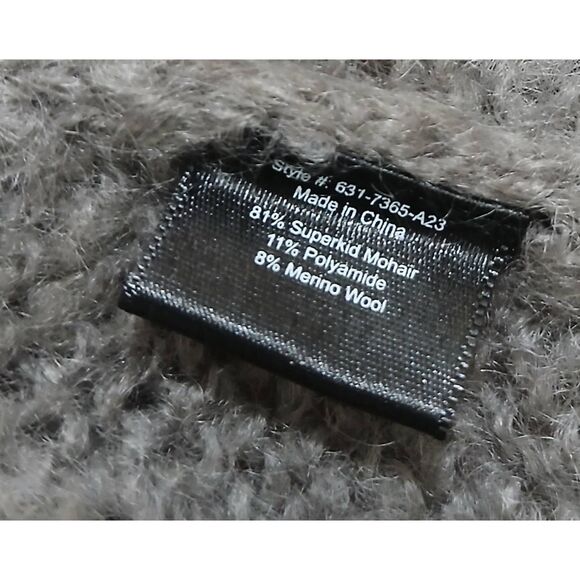 Style #: 631-7365-A23
Made in China
81% Superkid Mohair
11% Polyamide
8% Merino Wool